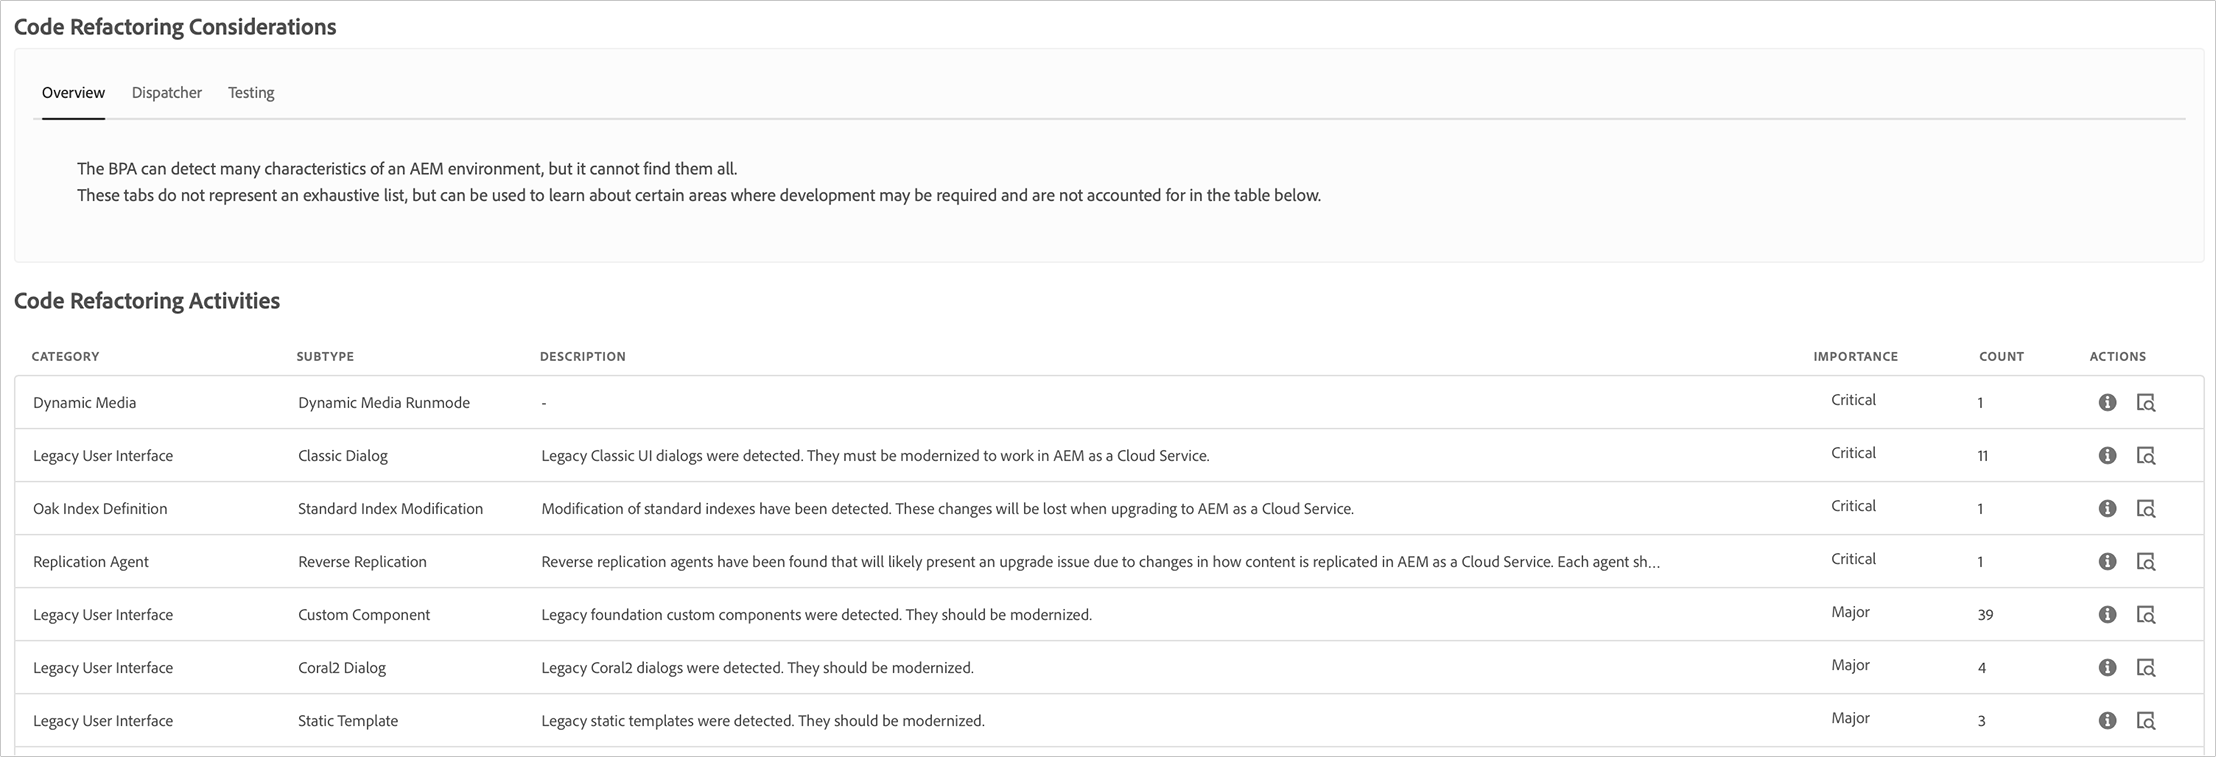 Code Refactoring Considerations
Overview Dispatcher Testing
The BPA can detect many characteristics of an AEM environment, but it cannot find them all.
These tabs do not represent an exhaustive list, but can be used to learn about certain areas where development may be required and are not accounted for in the table below.
Code Refactoring Activities
CATEGORY SUBTYPE DESCRIPTION IMPORTANCE COUNT ACTIONS
Dynamic Media Dynamic Media Runmode - Critical 1
Legacy User Interface Classic Dialog Legacy Classic UI dialogs were detected. They must be modernized to work in AEM as a Cloud Service. Critical 11
Oak Index Definition Standard Index Modification Modification of standard indexes have been detected. These changes will be lost when upgrading to AEM as a Cloud Service. Critical 1
Replication Agent Reverse Replication Reverse replication agents have been found that will likely present an upgrade issue due to changes in how content is replicated in AEM as a Cloud Service. Each agent sh... Critical 1
Legacy User Interface Custom Component Legacy foundation custom components were detected. They should be modernized. Major 39
Legacy User Interface Coral2 Dialog Legacy Coral2 dialogs were detected. They should be modernized. Major 4
Legacy User Interface Static Template Legacy static templates were detected. They should be modernized. Major 3